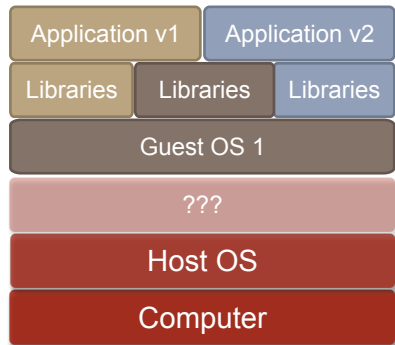 Application v1
Application v2
Libraries
Libraries
Libraries
Guest OS 1
???
Host OS
Computer